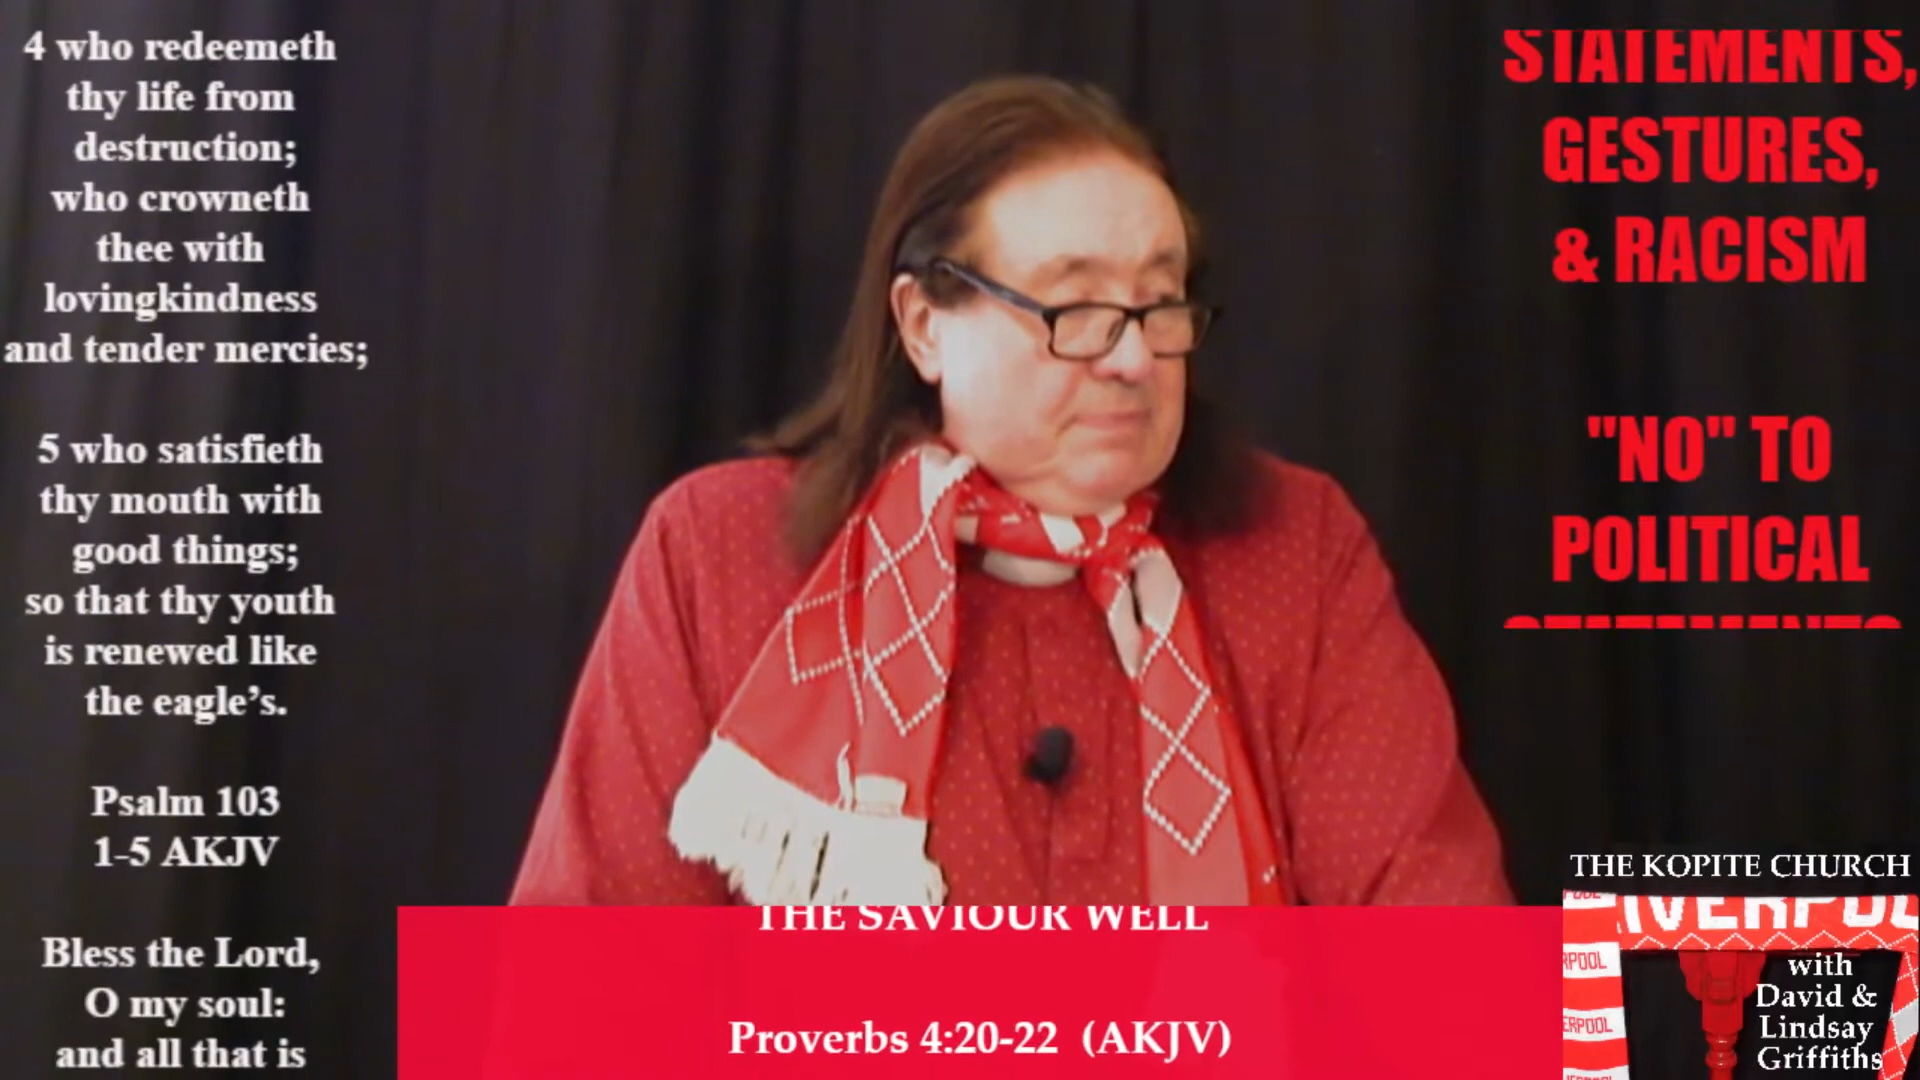 4 who redeemeth
thy life from
destruction;
who crowneth
thee with
lovingkindness
and tender mercies;
5 who satisfieth
thy mouth with
good things;
so that thy youth
is renewed like
the eagle’s.
Psalm 103
1-5 AKJV
Bless the Lord,
O my soul:
and all that is
STATEMENTS,
GESTURES,
& RACISM
"NO" TO
POLITICAL
THE SAVIOUR WELL
Proverbs 4:20-22 (AKJV)
THE KOPITE CHURCH
with
David &
Lindsay
Griffiths